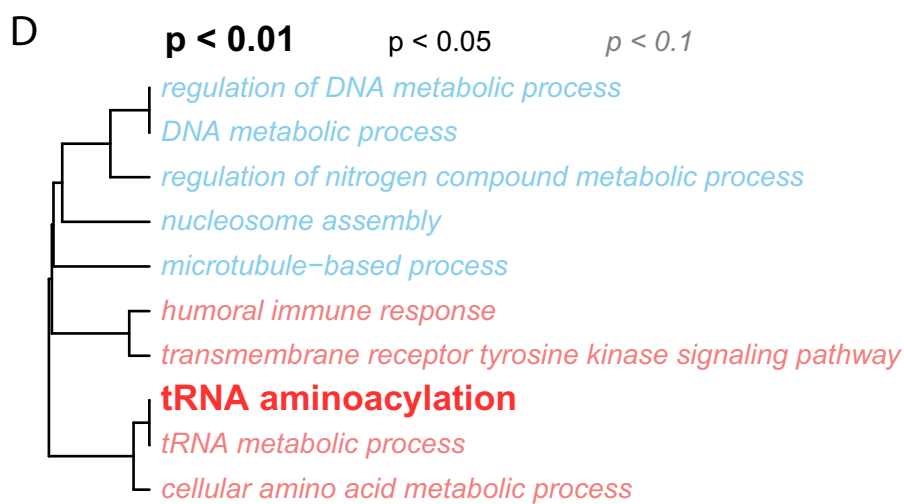 D
p < 0.01 p < 0.05 p < 0.1
regulation of DNA metabolic process
DNA metabolic process
regulation of nitrogen compound metabolic process
nucleosome assembly
microtubule−based process
humoral immune response
transmembrane receptor tyrosine kinase signaling pathway
tRNA aminoacylation
tRNA metabolic process
cellular amino acid metabolic process